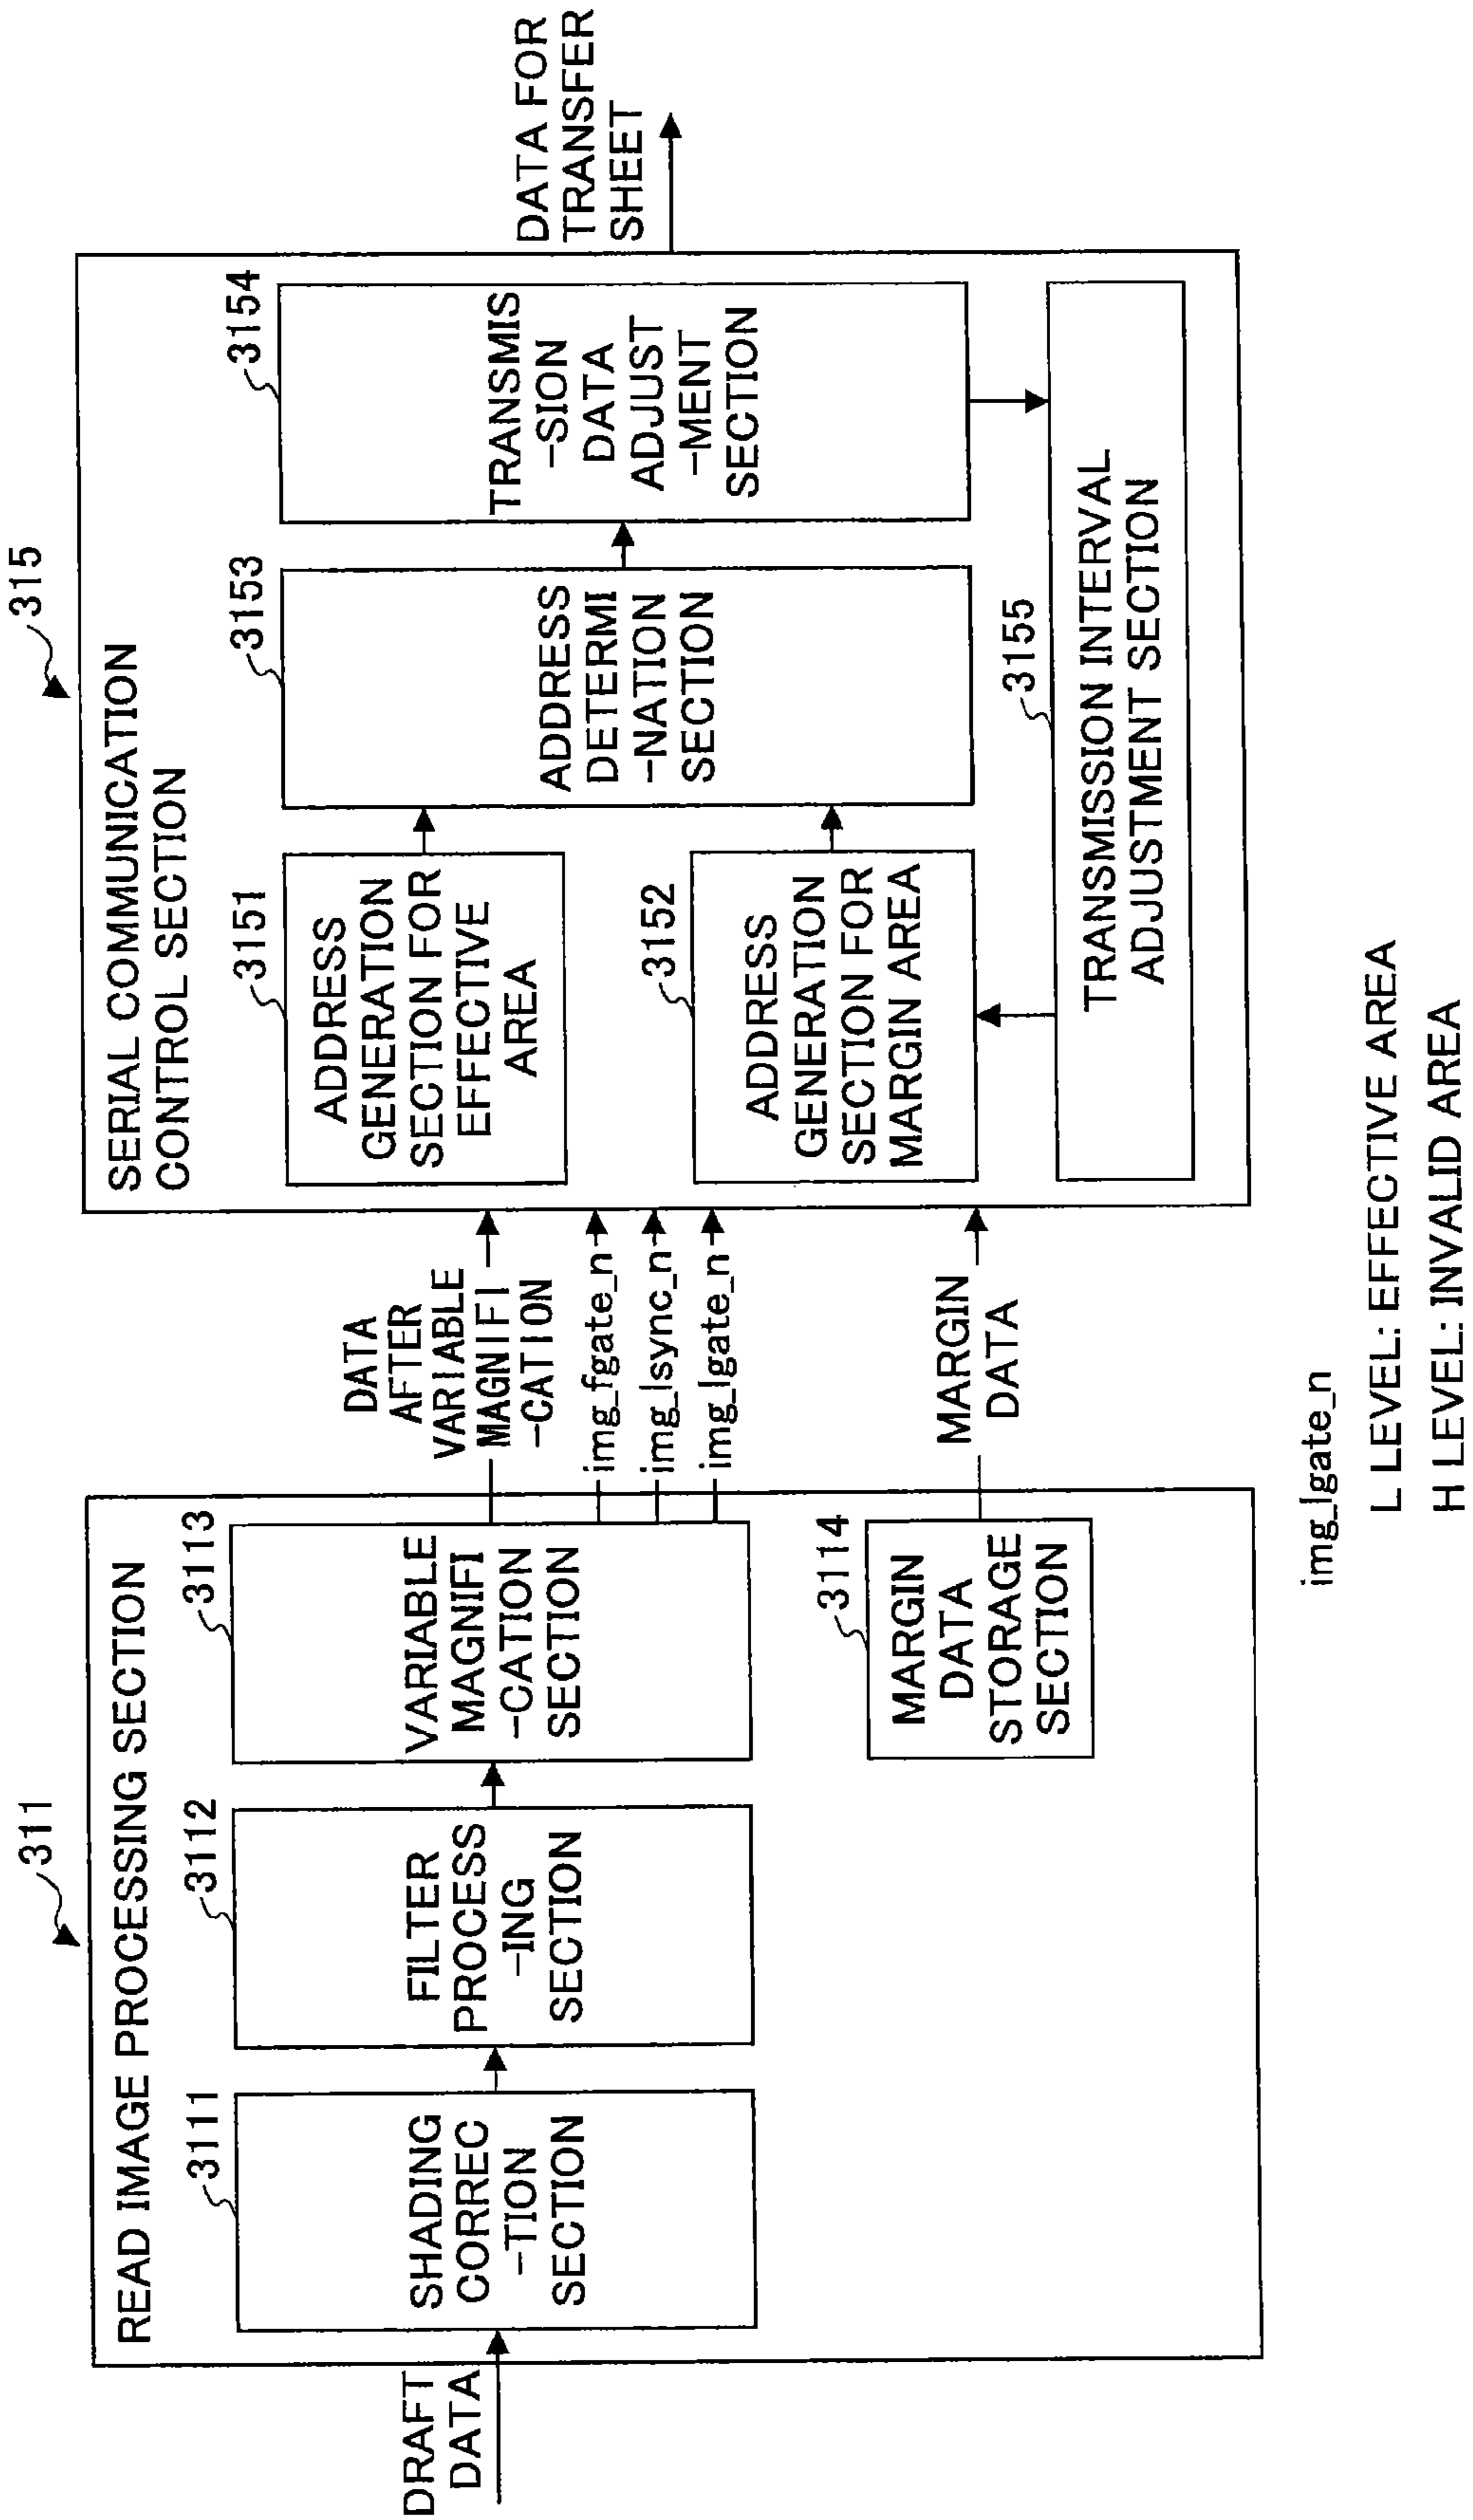 DRAFT
DATA
311
READ IMAGE PROCESSING SECTION
3111
SHADING
CORREC
-TION
SECTION
3112
FILTER
PROCESS
-ING
SECTION
3113
VARIABLE
MAGNIFI
-CATION
SECTION
3114
MARGIN
DATA
STORAGE
SECTION
DATA
AFTER
VARIABLE
MAGNIFI
-CATION
img_fgate_n
img_lsync_n
img_lgate_n
MARGIN
DATA
315
SERIAL COMMUNICATION
CONTROL SECTION
3151
ADDRESS
GENERATION
SECTION FOR
EFFECTIVE
AREA
3152
ADDRESS
GENERATION
SECTION FOR
MARGIN AREA
3153
ADDRESS
DETERMI
-NATION
SECTION
3154
TRANSMIS
-SION
DATA
ADJUST
-MENT
SECTION
3155
TRANSMISSION INTERVAL
ADJUSTMENT SECTION
DATA FOR
TRANSFER
SHEET
img_lgate_n
L LEVEL: EFFECTIVE AREA
H LEVEL: INVALID AREA